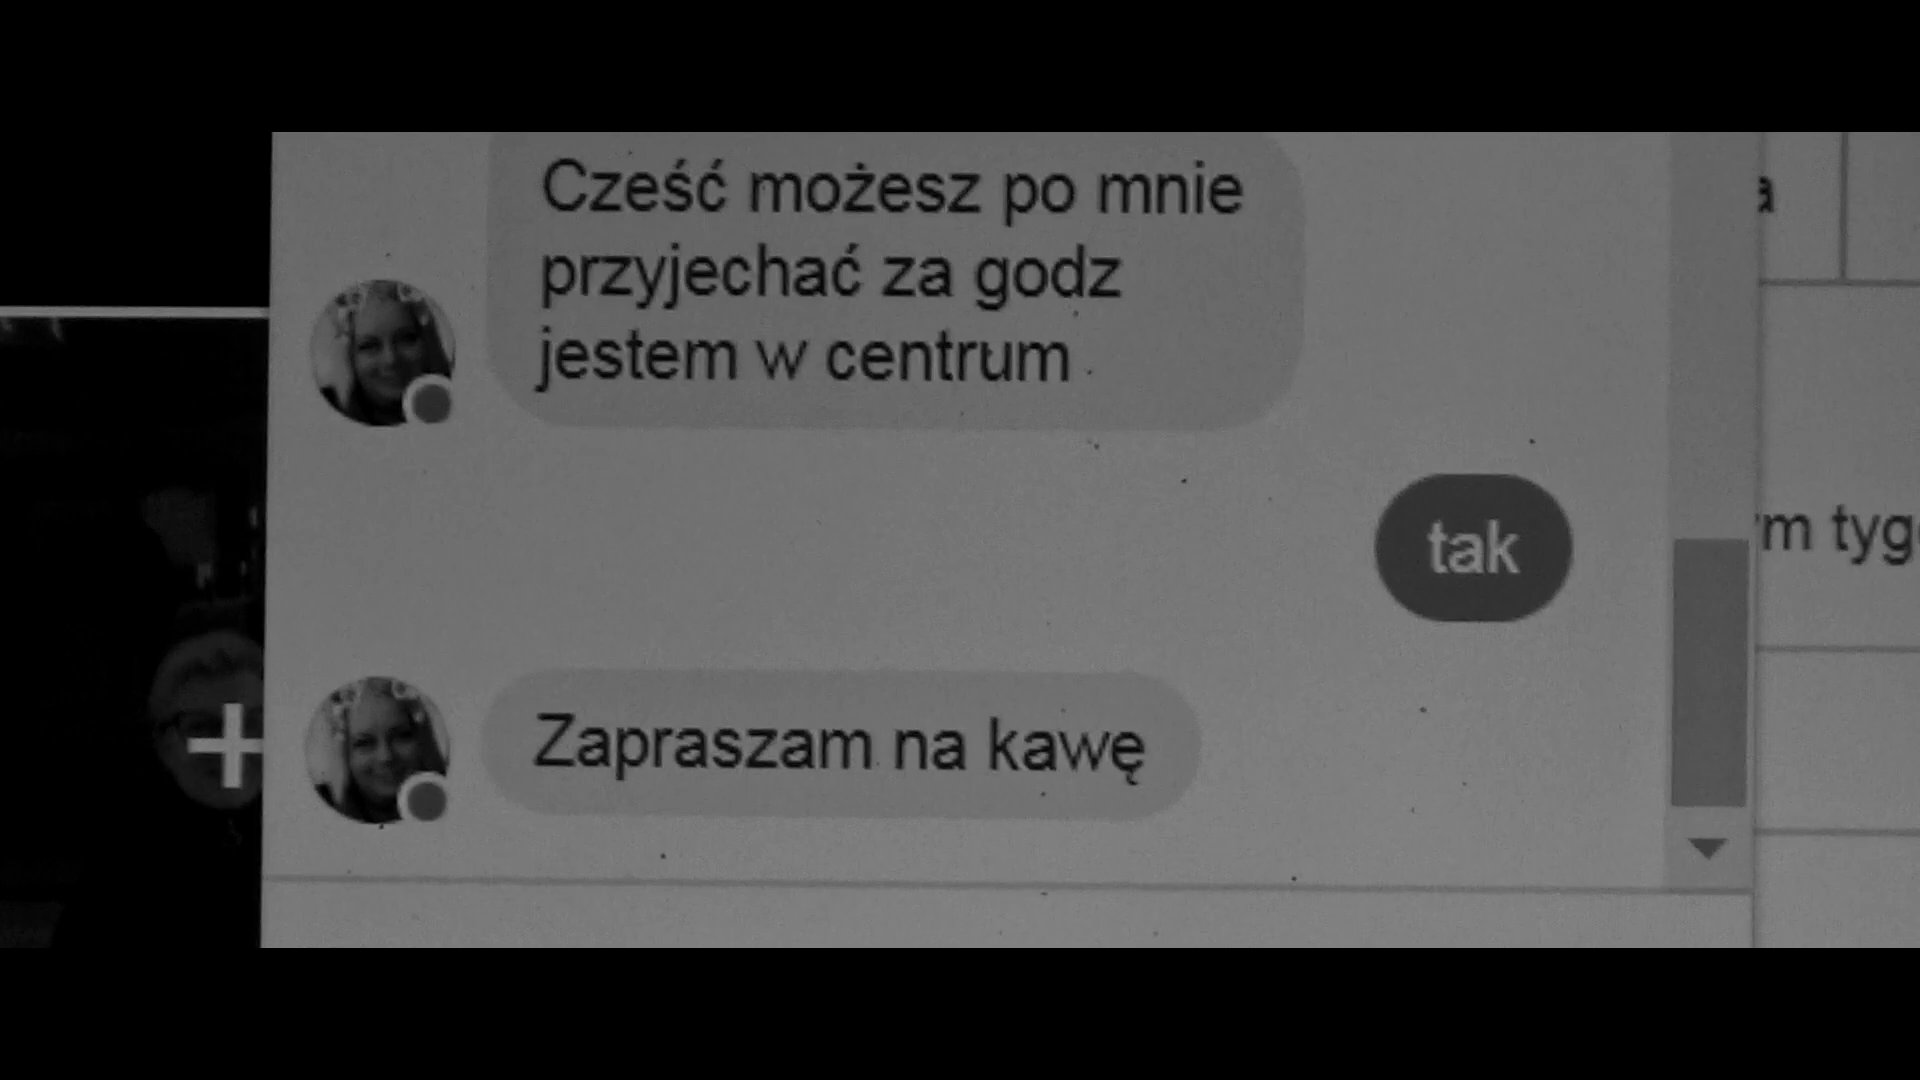 Cześć możesz po mnie
przyjechać za godz
jestem w centrum
tak
Zapraszam na kawę